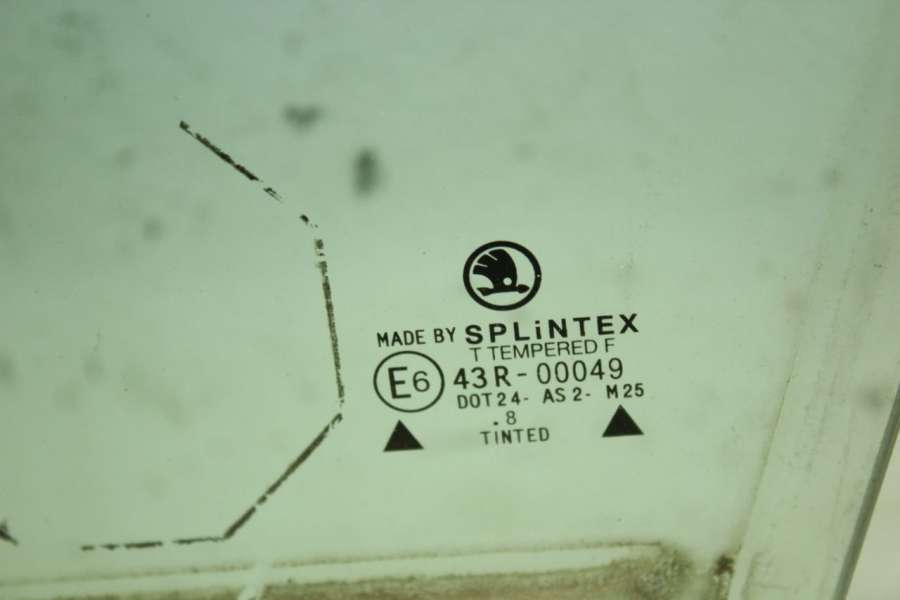 MADE BY SPLiNTEX
T TEMPERED F
E6 43R-00049
DOT24- AS2- M25
.8
TINTED